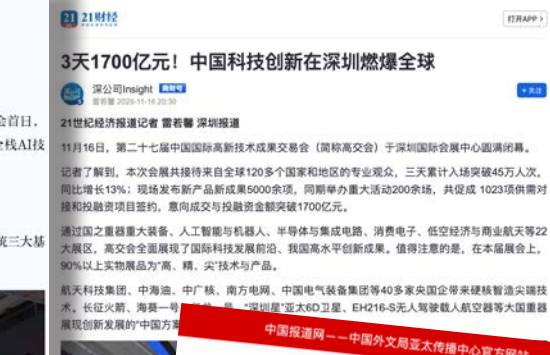 21 21财经
打开APP
3天1700亿元！中国科技创新在深圳燃爆全球
深公司Insight 南财号
雷若馨 2025-11-16 20:30
+关注
会首日，
全栈AI技
统三大基
21世纪经济报道记者 雷若馨 深圳报道
11月16日，第二十七届中国国际高新技术成果交易会（简称高交会）于深圳国际会展中心圆满闭幕。
记者了解到，本次会展共接待来自全球120多个国家和地区的专业观众，三天累计入场突破45万人次，
同比增长13%；现场发布新产品新成果5000余项，同期举办重大活动200余场，共促成 1023项供需对
接和投融资项目签约，意向成交与投融资金额突破1700亿元。
通过国之重器重大装备、人工智能与机器人、半导体与集成电路、消费电子、低空经济与商业航天等22
大展区，高交会全面展现了国际科技发展前沿、我国高水平创新成果。值得注意的是，在本届展会上，
90%以上实物展品为“高、精、尖”技术与产品。
航天科技集团、中海油、中广核、南方电网、中国电气装备集团等40多家央国企带来硬核智造尖端技
术。长征火箭、海葵一号、 号、“深圳星”亚太6D卫星、EH216-S无人驾驶载人航空器等大国重器
展现创新发展的“中国方案
中国报道网——中国外文局亚太传播中心官方网站